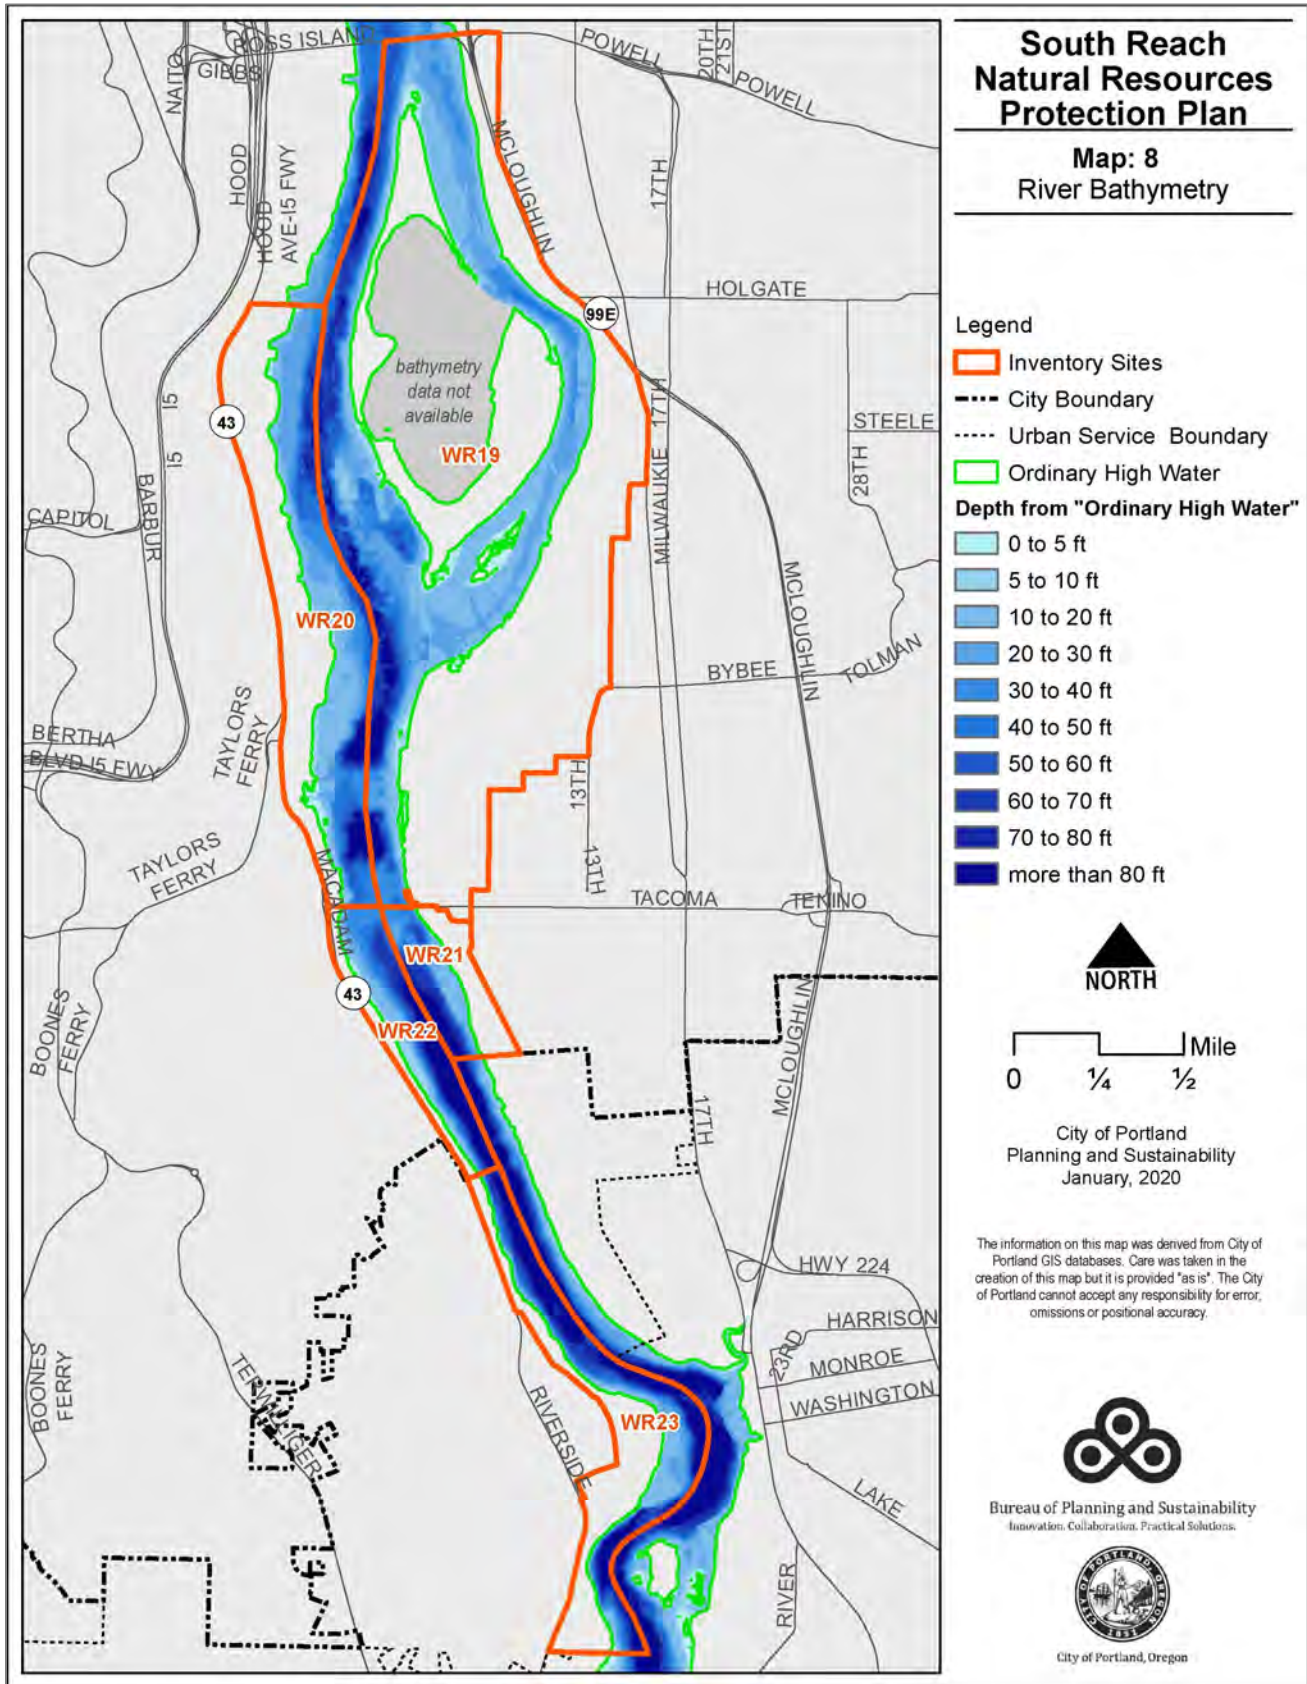 South Reach
Natural Resources
Protection Plan
Map: 8
River Bathymetry
Legend
Inventory Sites
City Boundary
Urban Service Boundary
Ordinary High Water
Depth from "Ordinary High Water"
0 to 5 ft
5 to 10 ft
10 to 20 ft
20 to 30 ft
30 to 40 ft
40 to 50 ft
50 to 60 ft
60 to 70 ft
70 to 80 ft
more than 80 ft
NORTH
Mile
0 ¼ ½
City of Portland
Planning and Sustainability
January, 2020
The information on this map was derived from City of
Portland GIS databases. Care was taken in the
creation of this map but it is provided "as is". The City
of Portland cannot accept any responsibility for error,
omissions or positional accuracy.
Bureau of Planning and Sustainability
Innovation. Collaboration. Practical Solutions.
CITY OF PORTLAND, OREGON
1851
City of Portland, Oregon
ROSS ISLAND
GIBBS
NAITO
POWELL
20TH
21ST
POWELL
HOOD
HOOD
AVE-I5 FWY
MCLOUGHLIN
17TH
HOLGATE
99E
bathymetry
data not
available
WR19
43
I5
I5
BARBUR
CAPITOL
MILWAUKIE
17TH
STEELE
28TH
WR20
MCLOUGHLIN
BYBEE
TOLMAN
TAYLORS
FERRY
BERTHA
BLVD-I5 FWY
13TH
13TH
TAYLORS
FERRY
MACADAM
TACOMA
TENINO
WR21
43
WR22
BOONES
FERRY
MCLOUGHLIN
17TH
HWY 224
HARRISON
23RD
MONROE
WASHINGTON
BOONES
FERRY
TERWILLIGER
RIVERSIDE
WR23
LAKE
RIVER